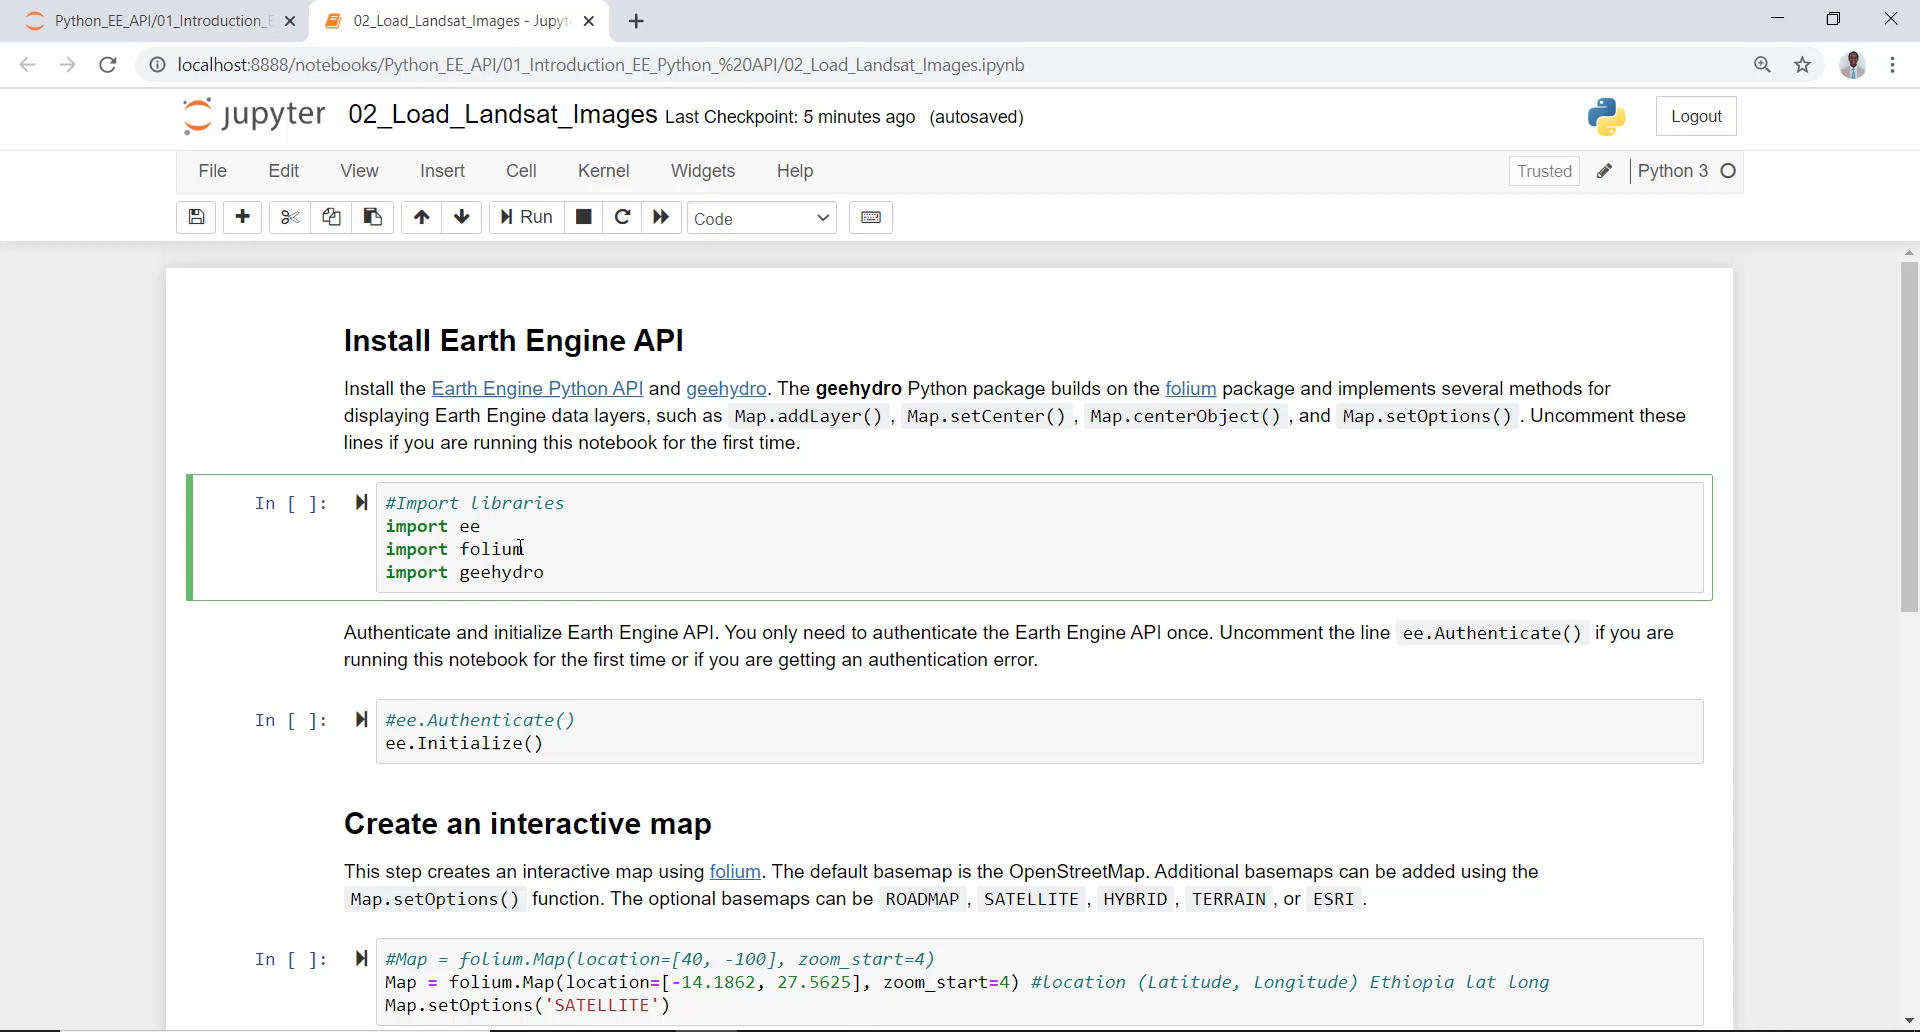 Python_EE_API/01_Introduction_E
02_Load_Landsat_Images - Jupyt
localhost:8888/notebooks/Python_EE_API/01_Introduction_EE_Python_%20API/02_Load_Landsat_Images.ipynb
jupyter 02_Load_Landsat_Images Last Checkpoint: 5 minutes ago (autosaved)
Logout
File Edit View Insert Cell Kernel Widgets Help
Trusted Python 3
Run Code
Install Earth Engine API
Install the Earth Engine Python API and geehydro. The geehydro Python package builds on the folium package and implements several methods for
displaying Earth Engine data layers, such as Map.addLayer() , Map.setCenter() , Map.centerObject() , and Map.setOptions() . Uncomment these
lines if you are running this notebook for the first time.
In [ ]: #Import libraries
import ee
import folium
import geehydro
Authenticate and initialize Earth Engine API. You only need to authenticate the Earth Engine API once. Uncomment the line ee.Authenticate() if you are
running this notebook for the first time or if you are getting an authentication error.
In [ ]: #ee.Authenticate()
ee.Initialize()
Create an interactive map
This step creates an interactive map using folium. The default basemap is the OpenStreetMap. Additional basemaps can be added using the
Map.setOptions() function. The optional basemaps can be ROADMAP , SATELLITE , HYBRID , TERRAIN , or ESRI .
In [ ]: #Map = folium.Map(location=[40, -100], zoom_start=4)
Map = folium.Map(location=[-14.1862, 27.5625], zoom_start=4) #location (Latitude, Longitude) Ethiopia lat long
Map.setOptions('SATELLITE')